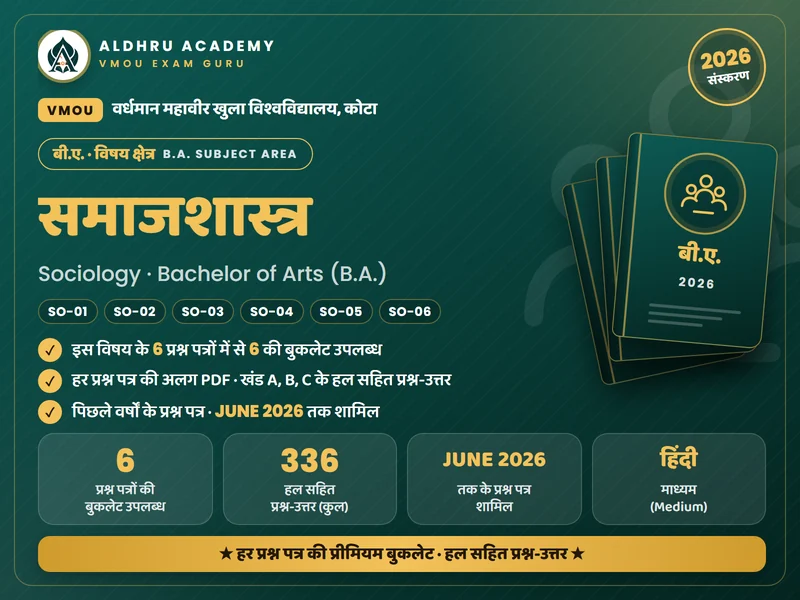 ALDHRU ACADEMY
VMOU EXAM GURU
2026
संस्करण
VMOU वर्धमान महावीर खुला विश्वविद्यालय, कोटा
बी.ए. · विषय क्षेत्र B.A. SUBJECT AREA
समाजशास्त्र
Sociology · Bachelor of Arts (B.A.)
SO-01 SO-02 SO-03 SO-04 SO-05 SO-06
बी.ए.
2026
✓ इस विषय के 6 प्रश्न पत्रों में से 6 की बुकलेट उपलब्ध
✓ हर प्रश्न पत्र की अलग PDF · खंड A, B, C के हल सहित प्रश्न-उत्तर
✓ पिछले वर्षों के प्रश्न पत्र · JUNE 2026 तक शामिल
6
प्रश्न पत्रों की
बुकलेट उपलब्ध
336
हल सहित
प्रश्न-उत्तर (कुल)
JUNE 2026
तक के प्रश्न पत्र
शामिल
हिंदी
माध्यम
(Medium)
★ हर प्रश्न पत्र की प्रीमियम बुकलेट · हल सहित प्रश्न-उत्तर ★